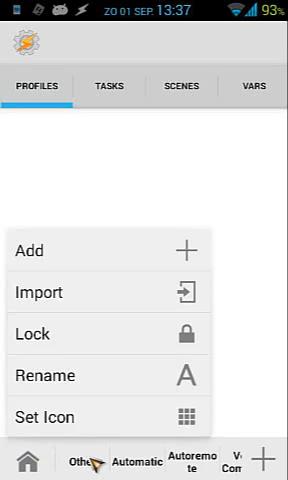 ZO 01 SEP. 13:37 93%
PROFILES TASKS SCENES VARS
Add
Import
Lock
Rename
Set Icon
Automatic Autoremo
te